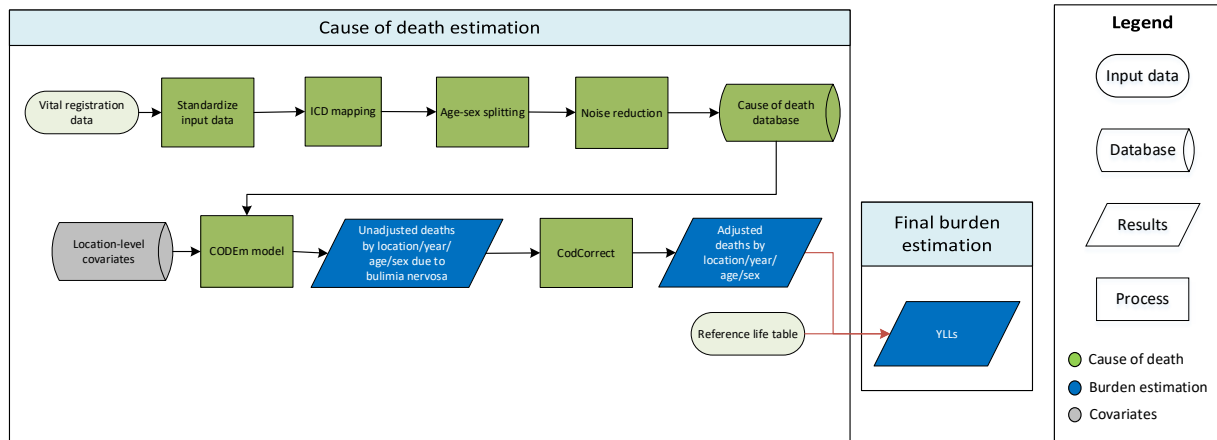 Cause of death estimation
Vital registration
data
Standardize
input data
ICD mapping
Age-sex splitting
Noise reduction
Cause of death
database
Location-level
covariates
CODEm model
Unadjusted deaths
by location/year/
age/sex due to
bulimia nervosa
CodCorrect
Adjusted
deaths by
location/year/
age/sex
Reference life table
Final burden
estimation
YLLs
Legend
Input data
Database
Results
Process
Cause of death
Burden estimation
Covariates